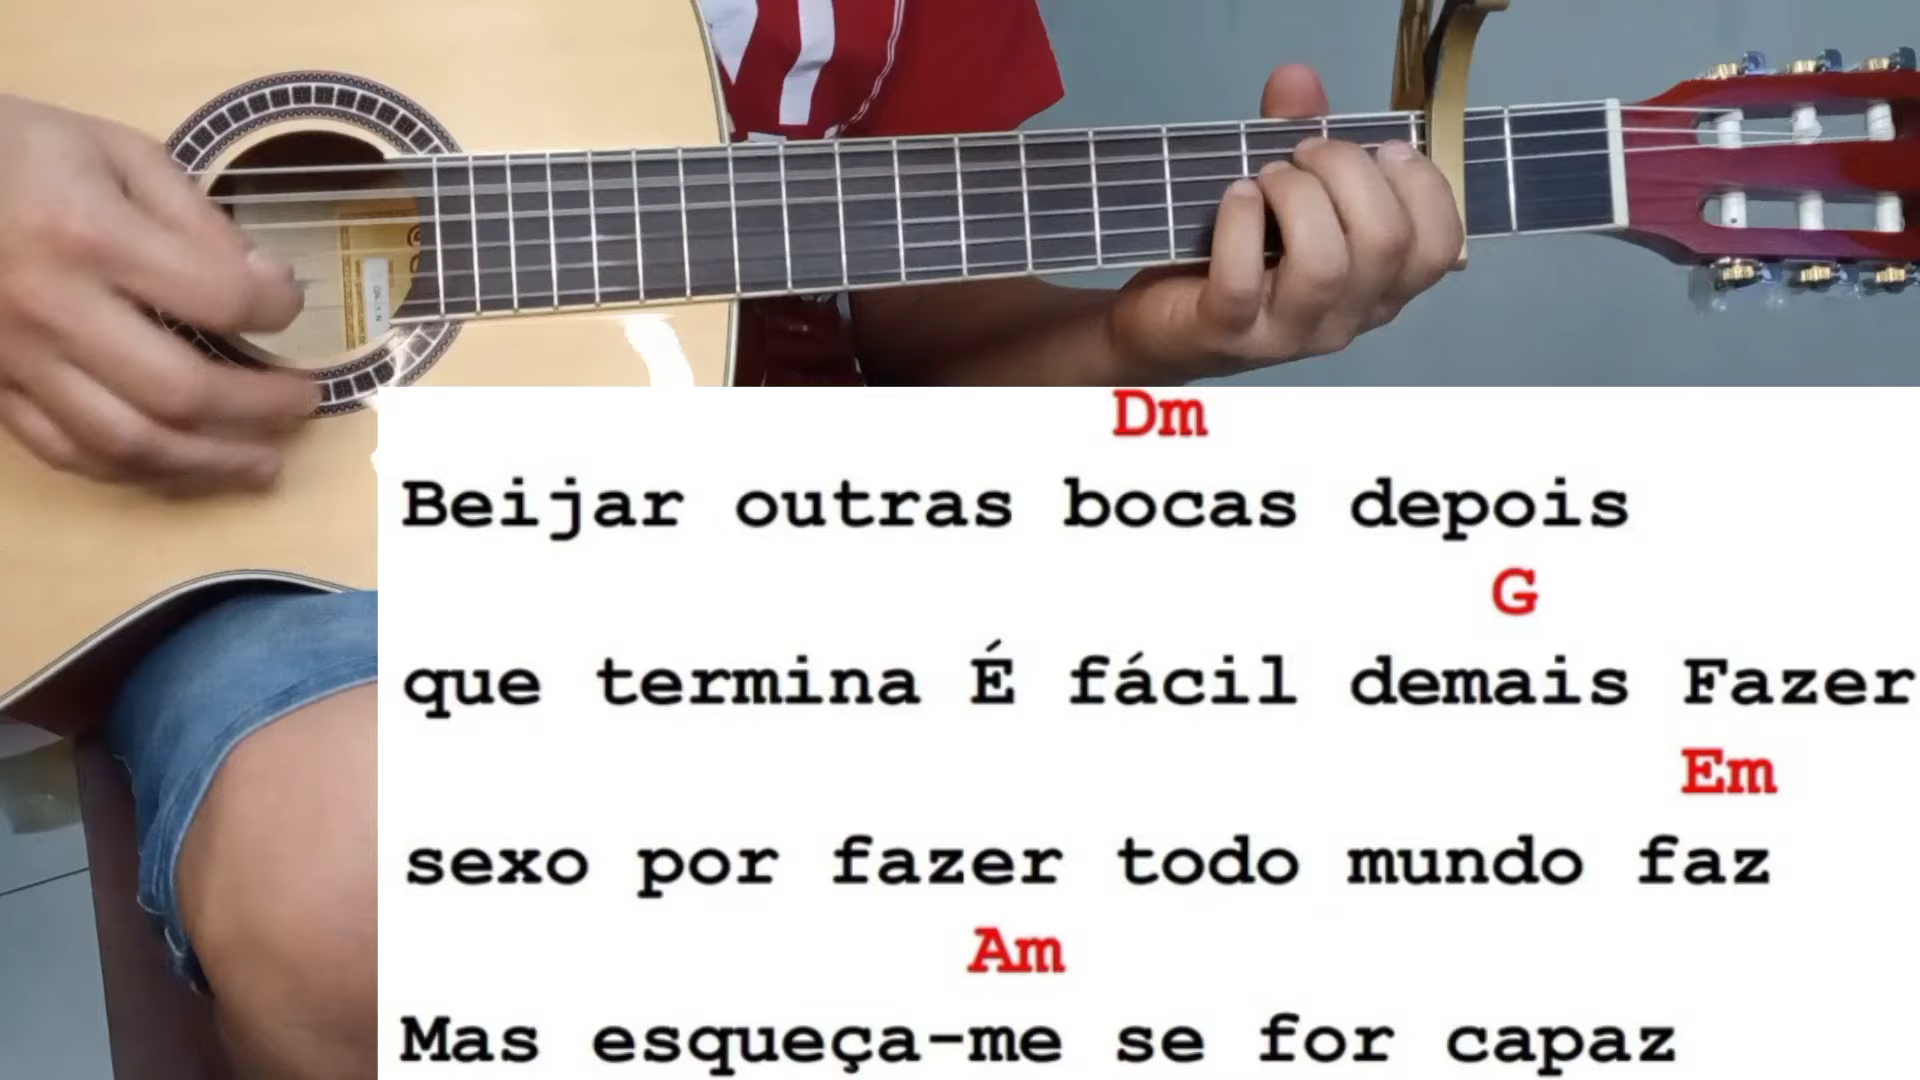 Dm
Beijar outras bocas depois
G
que termina É fácil demais Fazer
Em
sexo por fazer todo mundo faz
Am
Mas esqueça-me se for capaz